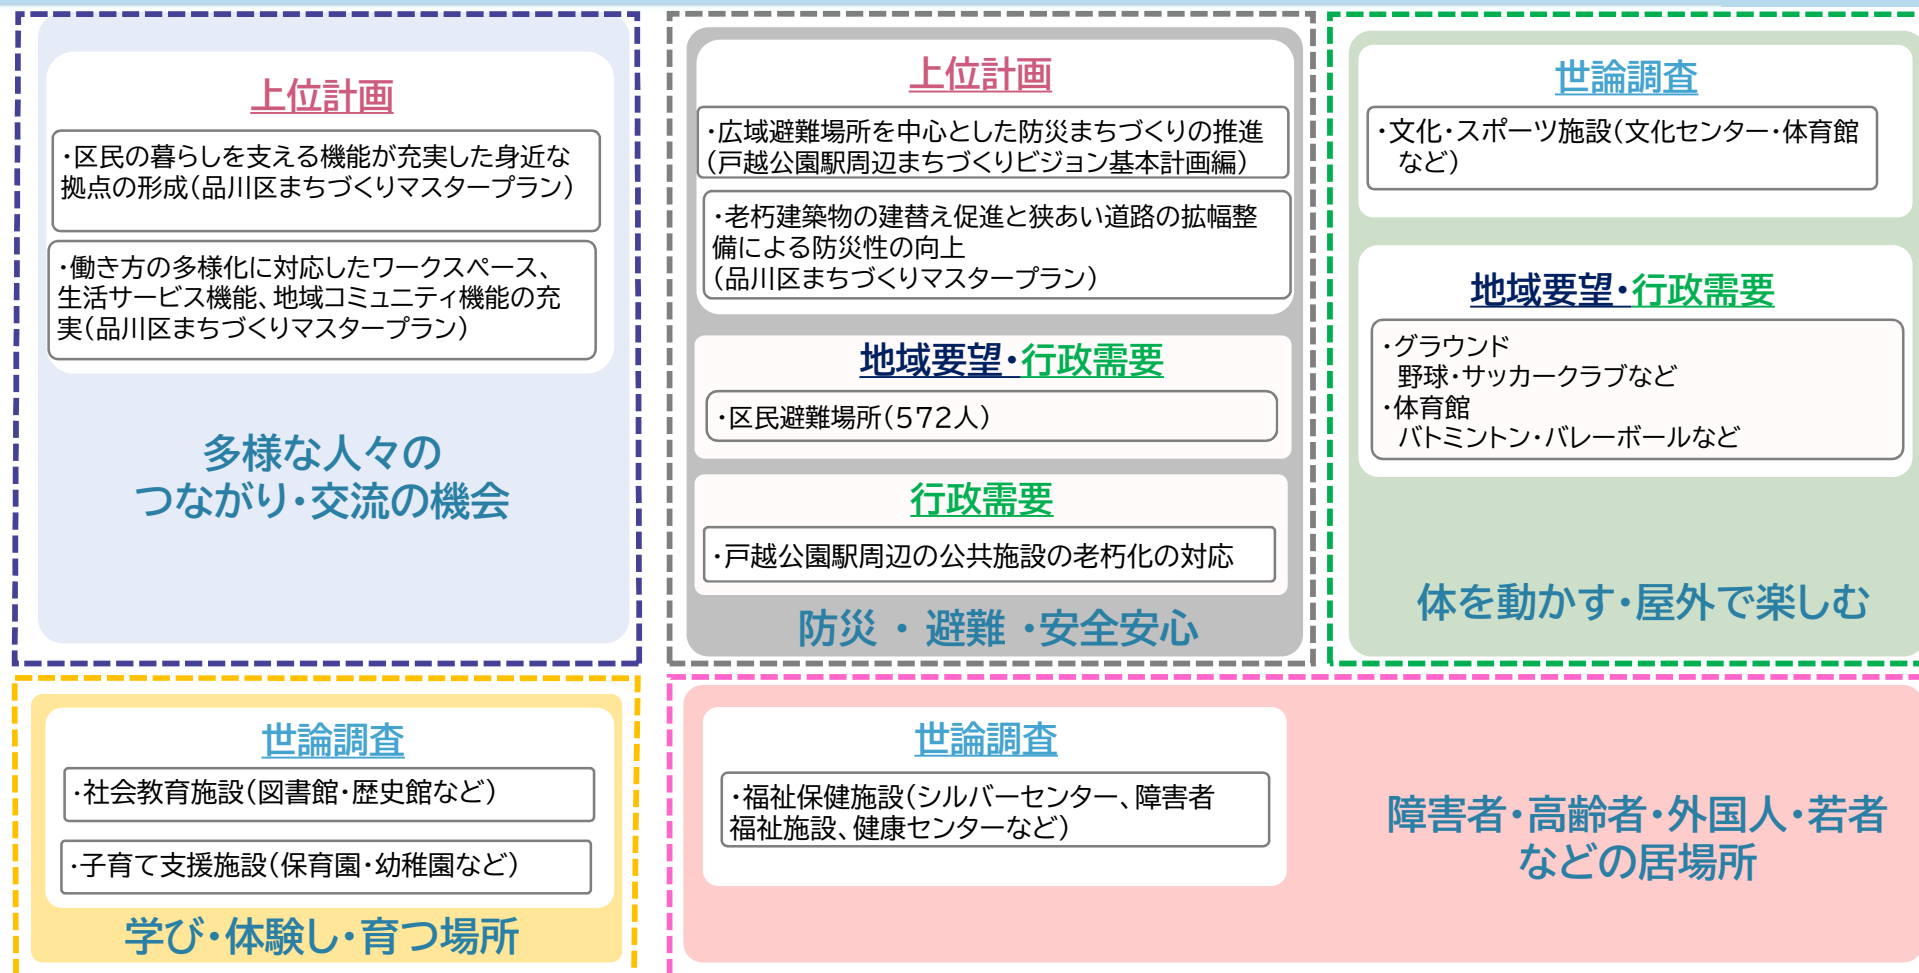 上位計画
・区民の暮らしを支える機能が充実した身近な
拠点の形成（品川区まちづくりマスタープラン）
・働き方の多様化に対応したワークスペース、
生活サービス機能、地域コミュニティ機能の充
実（品川区まちづくりマスタープラン）
多様な人々の
つながり・交流の機会
上位計画
・広域避難場所を中心とした防災まちづくりの推進
（戸越公園駅周辺まちづくりビジョン基本計画編）
・老朽建築物の建替え促進と狭あい道路の拡幅整
備による防災性の向上
（品川区まちづくりマスタープラン）
地域要望・行政需要
・区民避難場所（572人）
行政需要
・戸越公園駅周辺の公共施設の老朽化の対応
防災 ・ 避難 ・安全安心
世論調査
・文化・スポーツ施設（文化センター・体育館
など）
地域要望・行政需要
・グラウンド
野球・サッカークラブなど
・体育館
バトミントン・バレーボールなど
体を動かす・屋外で楽しむ
世論調査
・社会教育施設（図書館・歴史館など）
・子育て支援施設（保育園・幼稚園など）
学び・体験し・育つ場所
世論調査
・福祉保健施設（シルバーセンター、障害者
福祉施設、健康センターなど）
障害者・高齢者・外国人・若者
などの居場所